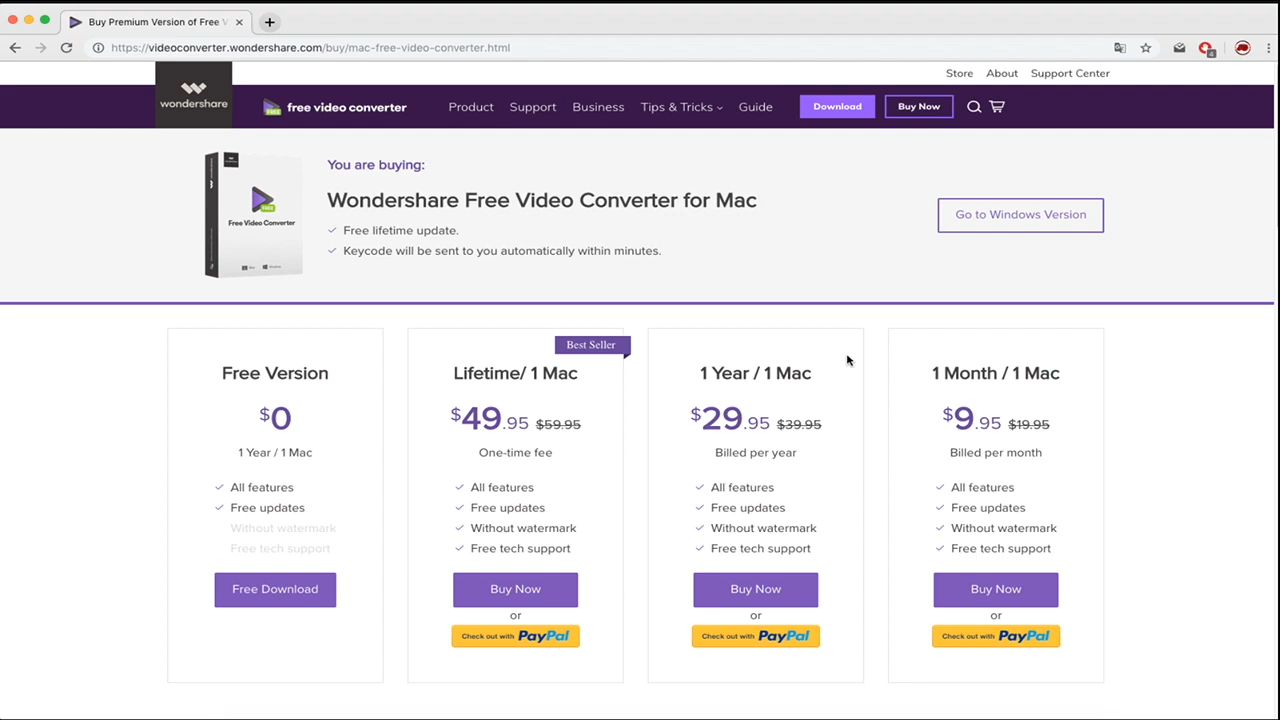 Buy Premium Version of Free V
https://videoconverter.wondershare.com/buy/mac-free-video-converter.html
4
Store About Support Center
wondershare
FREE free video converter Product Support Business Tips & Tricks Guide Download Buy Now
You are buying:
Wondershare Free Video Converter for Mac
Free lifetime update.
Keycode will be sent to you automatically within minutes.
Go to Windows Version
FREE
Free Video Converter
Best Seller
Free Version
$0
1 Year / 1 Mac
All features
Free updates
Without watermark
Free tech support
Free Download
Lifetime/ 1 Mac
$49.95 $59.95
One-time fee
All features
Free updates
Without watermark
Free tech support
Buy Now
or
Check out with PayPal
1 Year / 1 Mac
$29.95 $39.95
Billed per year
All features
Free updates
Without watermark
Free tech support
Buy Now
or
Check out with PayPal
1 Month / 1 Mac
$9.95 $19.95
Billed per month
All features
Free updates
Without watermark
Free tech support
Buy Now
or
Check out with PayPal